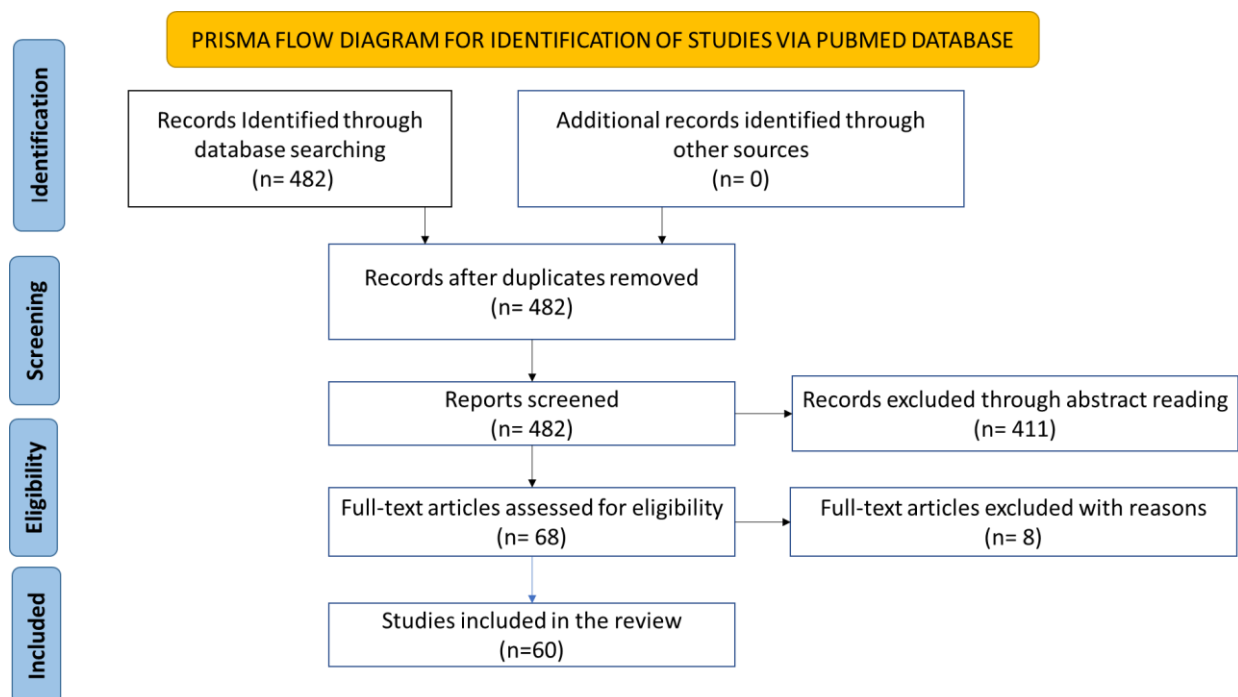 PRISMA FLOW DIAGRAM FOR IDENTIFICATION OF STUDIES VIA PUBMED DATABASE
Identification
Records Identified through
database searching
(n= 482)
Additional records identified through
other sources
(n= 0)
Screening
Records after duplicates removed
(n= 482)
Reports screened
(n= 482)
Records excluded through abstract reading
(n= 411)
Eligibility
Full-text articles assessed for eligibility
(n= 68)
Full-text articles excluded with reasons
(n= 8)
Included
Studies included in the review
(n=60)